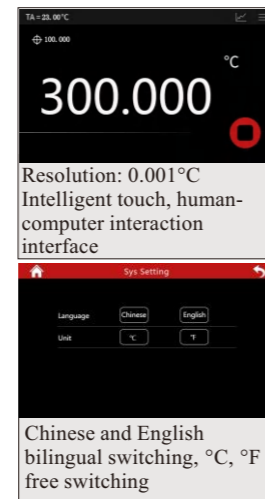 TA = 23. 00 °C
100. 000
°C
300.000
Resolution: 0.001°C
Intelligent touch, human-
computer interaction
interface
Sys Setting
Language Chinese English
Unit °C °F
Chinese and English
bilingual switching, °C, °F
free switching